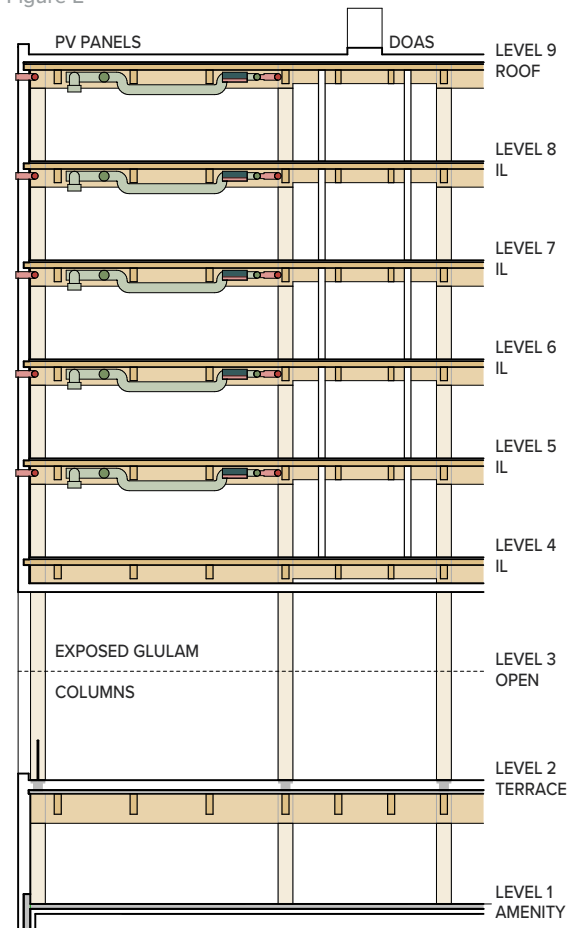 Figure E
PV PANELS
DOAS
LEVEL 9
ROOF
LEVEL 8
IL
LEVEL 7
IL
LEVEL 6
IL
LEVEL 5
IL
LEVEL 4
IL
EXPOSED GLULAM
COLUMNS
LEVEL 3
OPEN
LEVEL 2
TERRACE
LEVEL 1
AMENITY